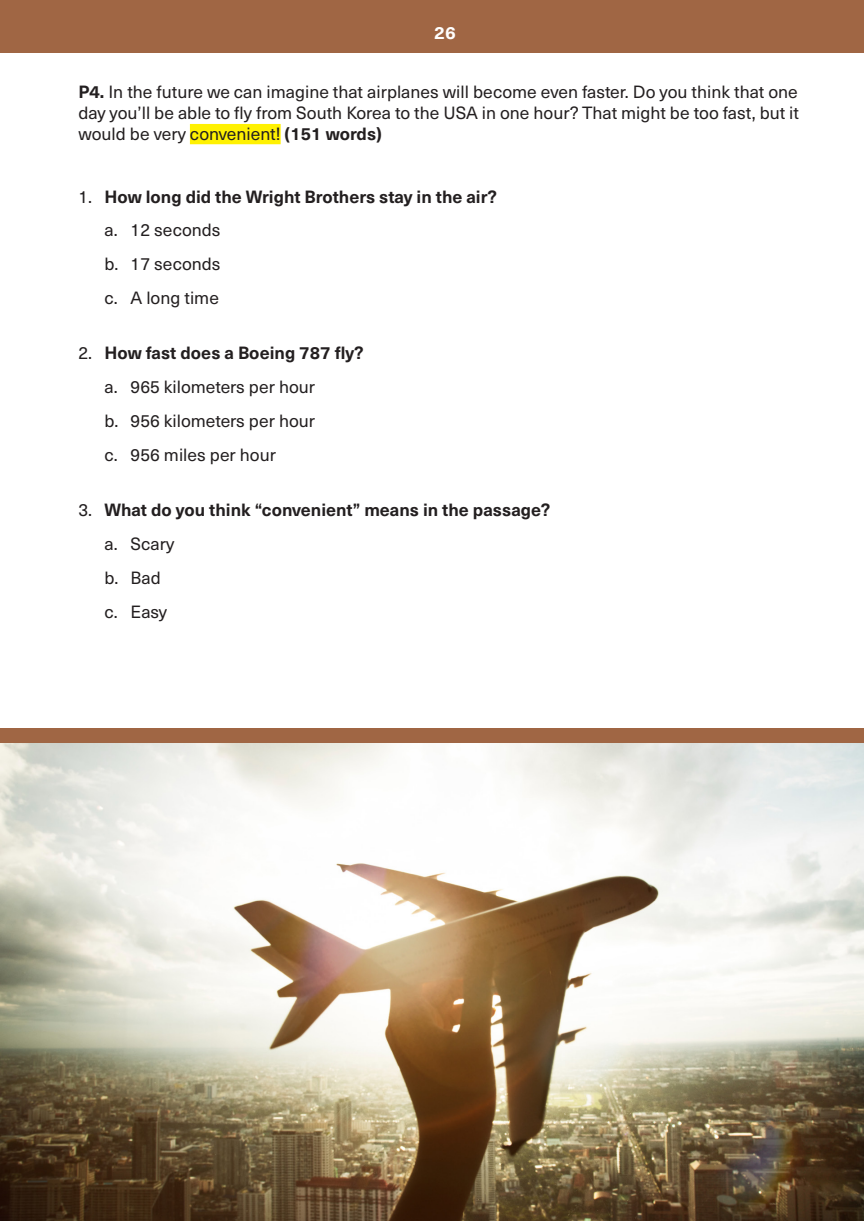 26
P4. In the future we can imagine that airplanes will become even faster. Do you think that one
day you’ll be able to fly from South Korea to the USA in one hour? That might be too fast, but it
would be very convenient! (151 words)
1. How long did the Wright Brothers stay in the air?
a. 12 seconds
b. 17 seconds
c. A long time
2. How fast does a Boeing 787 fly?
a. 965 kilometers per hour
b. 956 kilometers per hour
c. 956 miles per hour
3. What do you think “convenient” means in the passage?
a. Scary
b. Bad
c. Easy